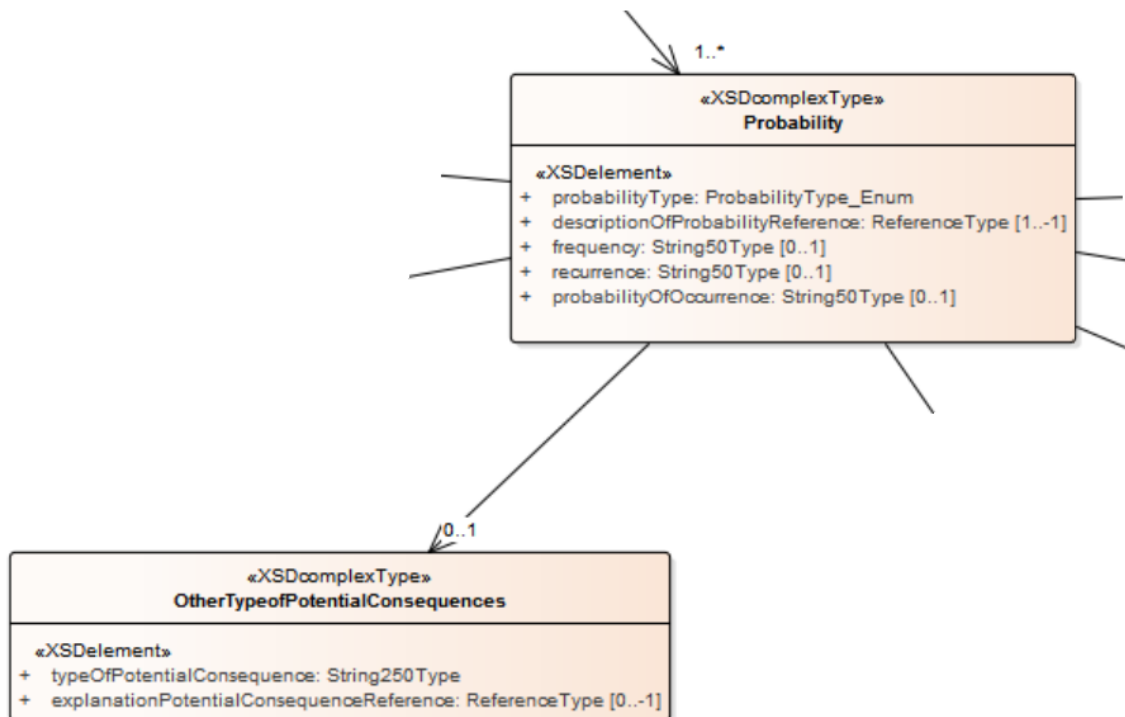 1..*
«XSDcomplexType»
Probability
«XSDelement»
+ probabilityType: ProbabilityType_Enum
+ descriptionOfProbabilityReference: ReferenceType [1..-1]
+ frequency: String50Type [0..1]
+ recurrence: String50Type [0..1]
+ probabilityOfOccurrence: String50Type [0..1]
0..1
«XSDcomplexType»
OtherTypeofPotentialConsequences
«XSDelement»
+ typeOfPotentialConsequence: String250Type
+ explanationPotentialConsequenceReference: ReferenceType [0..-1]